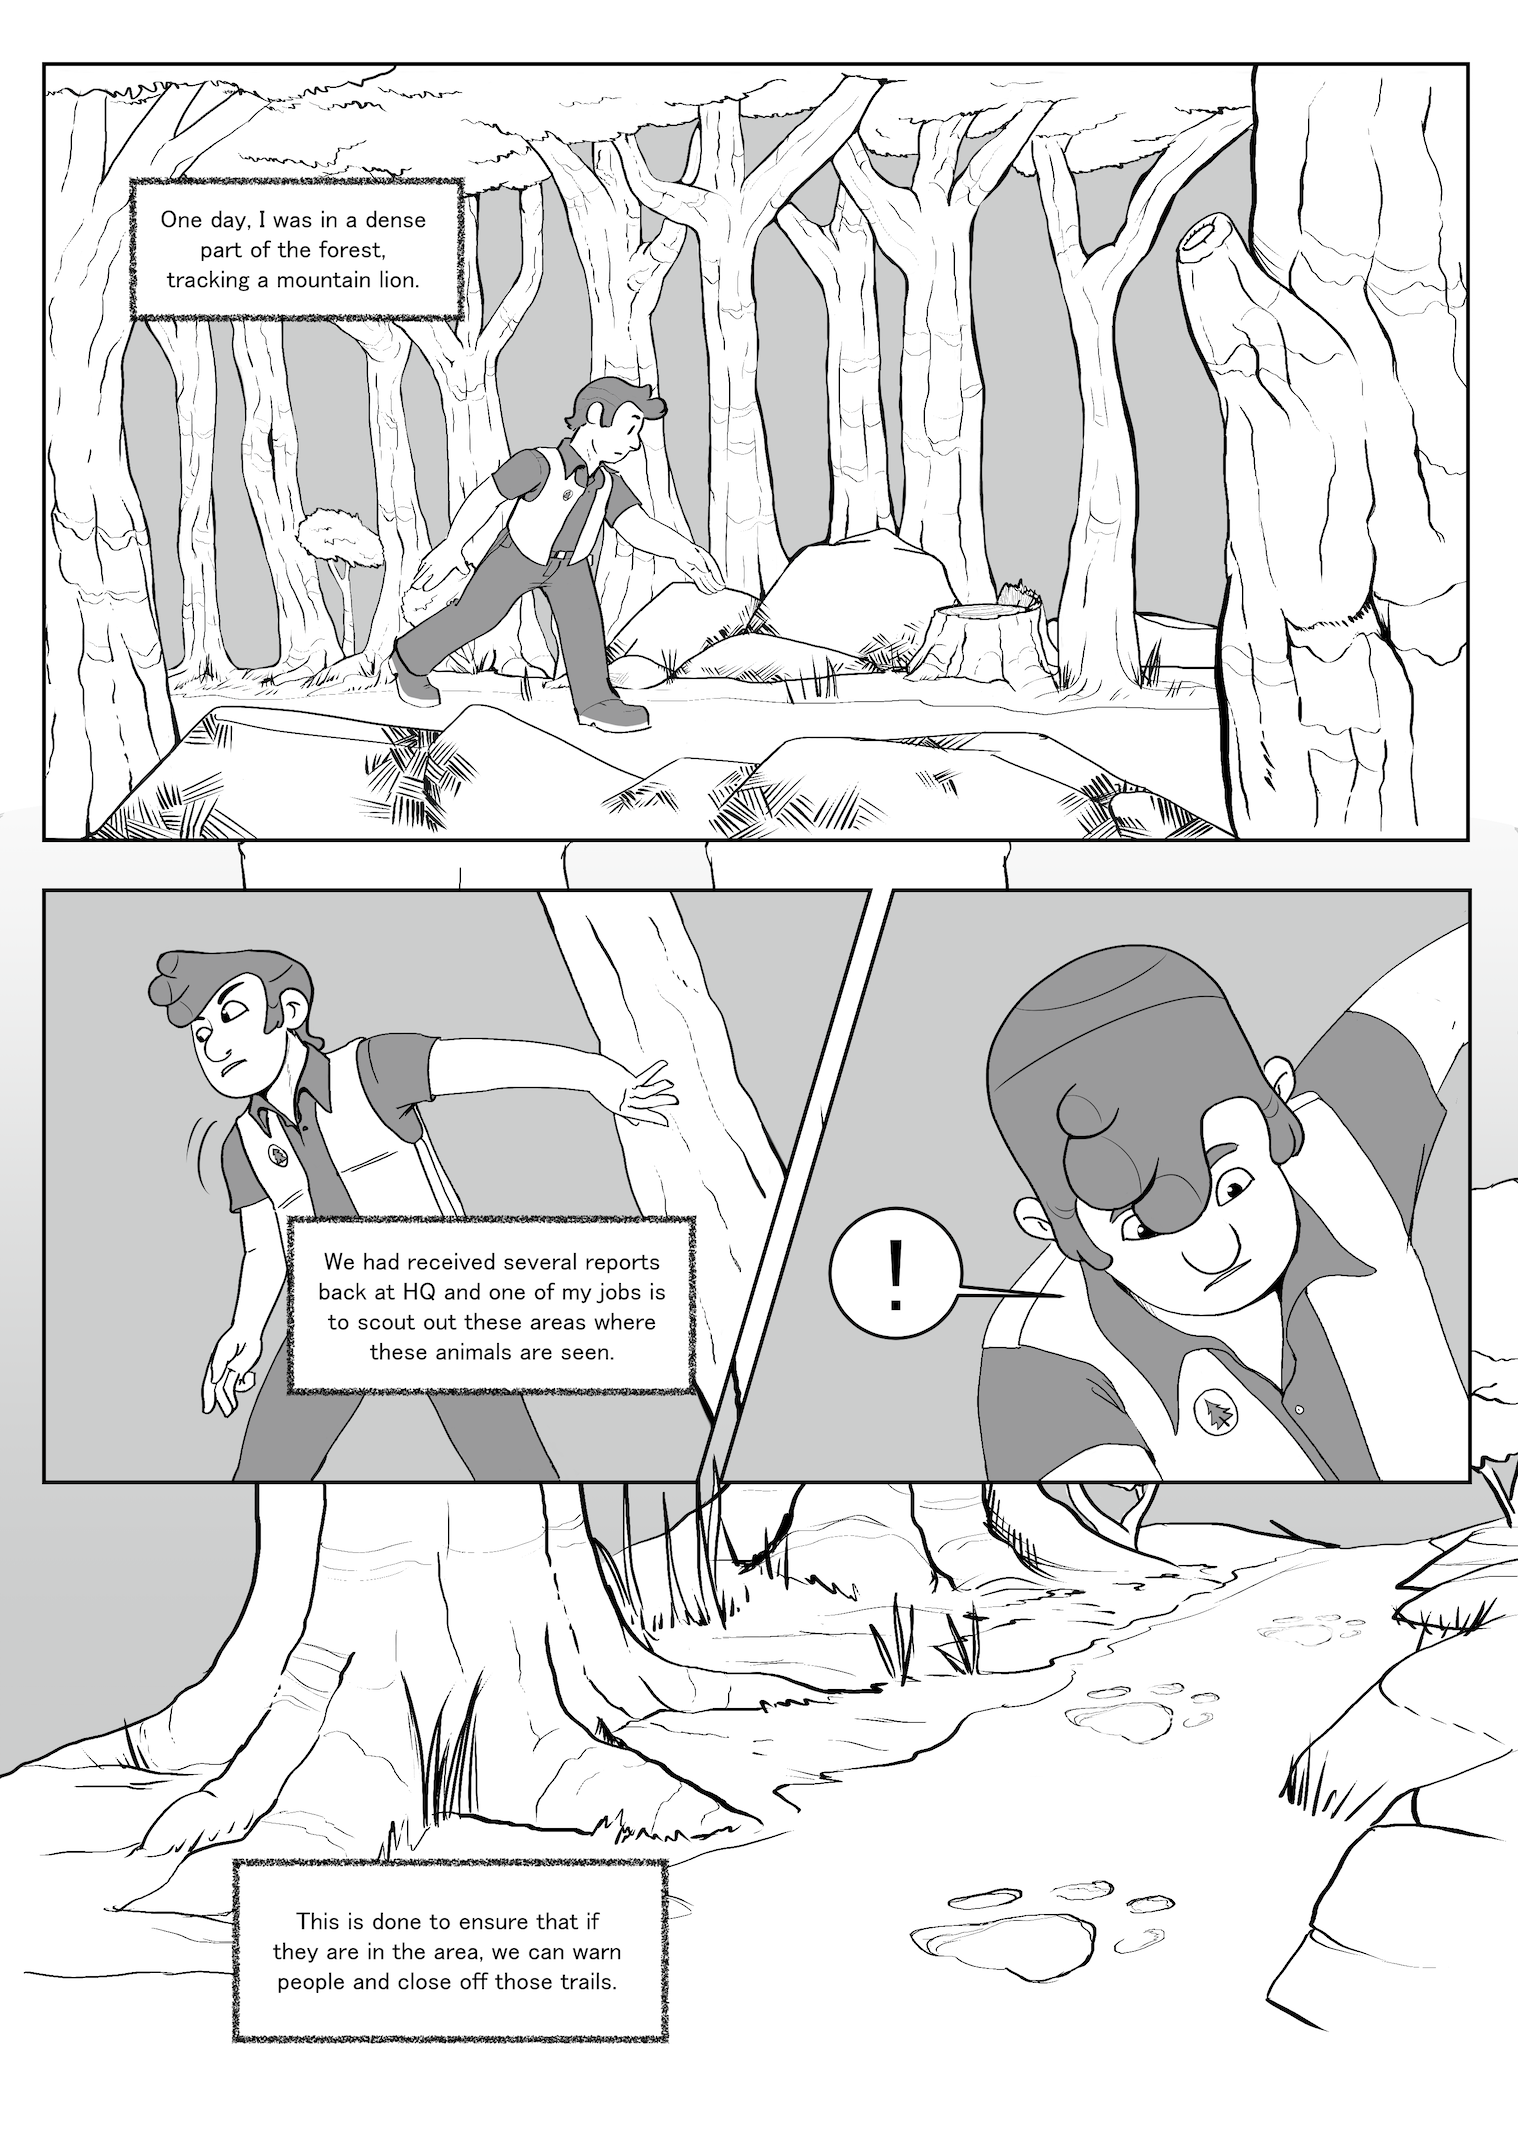 One day, I was in a dense
part of the forest,
tracking a mountain lion.
We had received several reports
back at HQ and one of my jobs is
to scout out these areas where
these animals are seen.
!
This is done to ensure that if
they are in the area, we can warn
people and close off those trails.